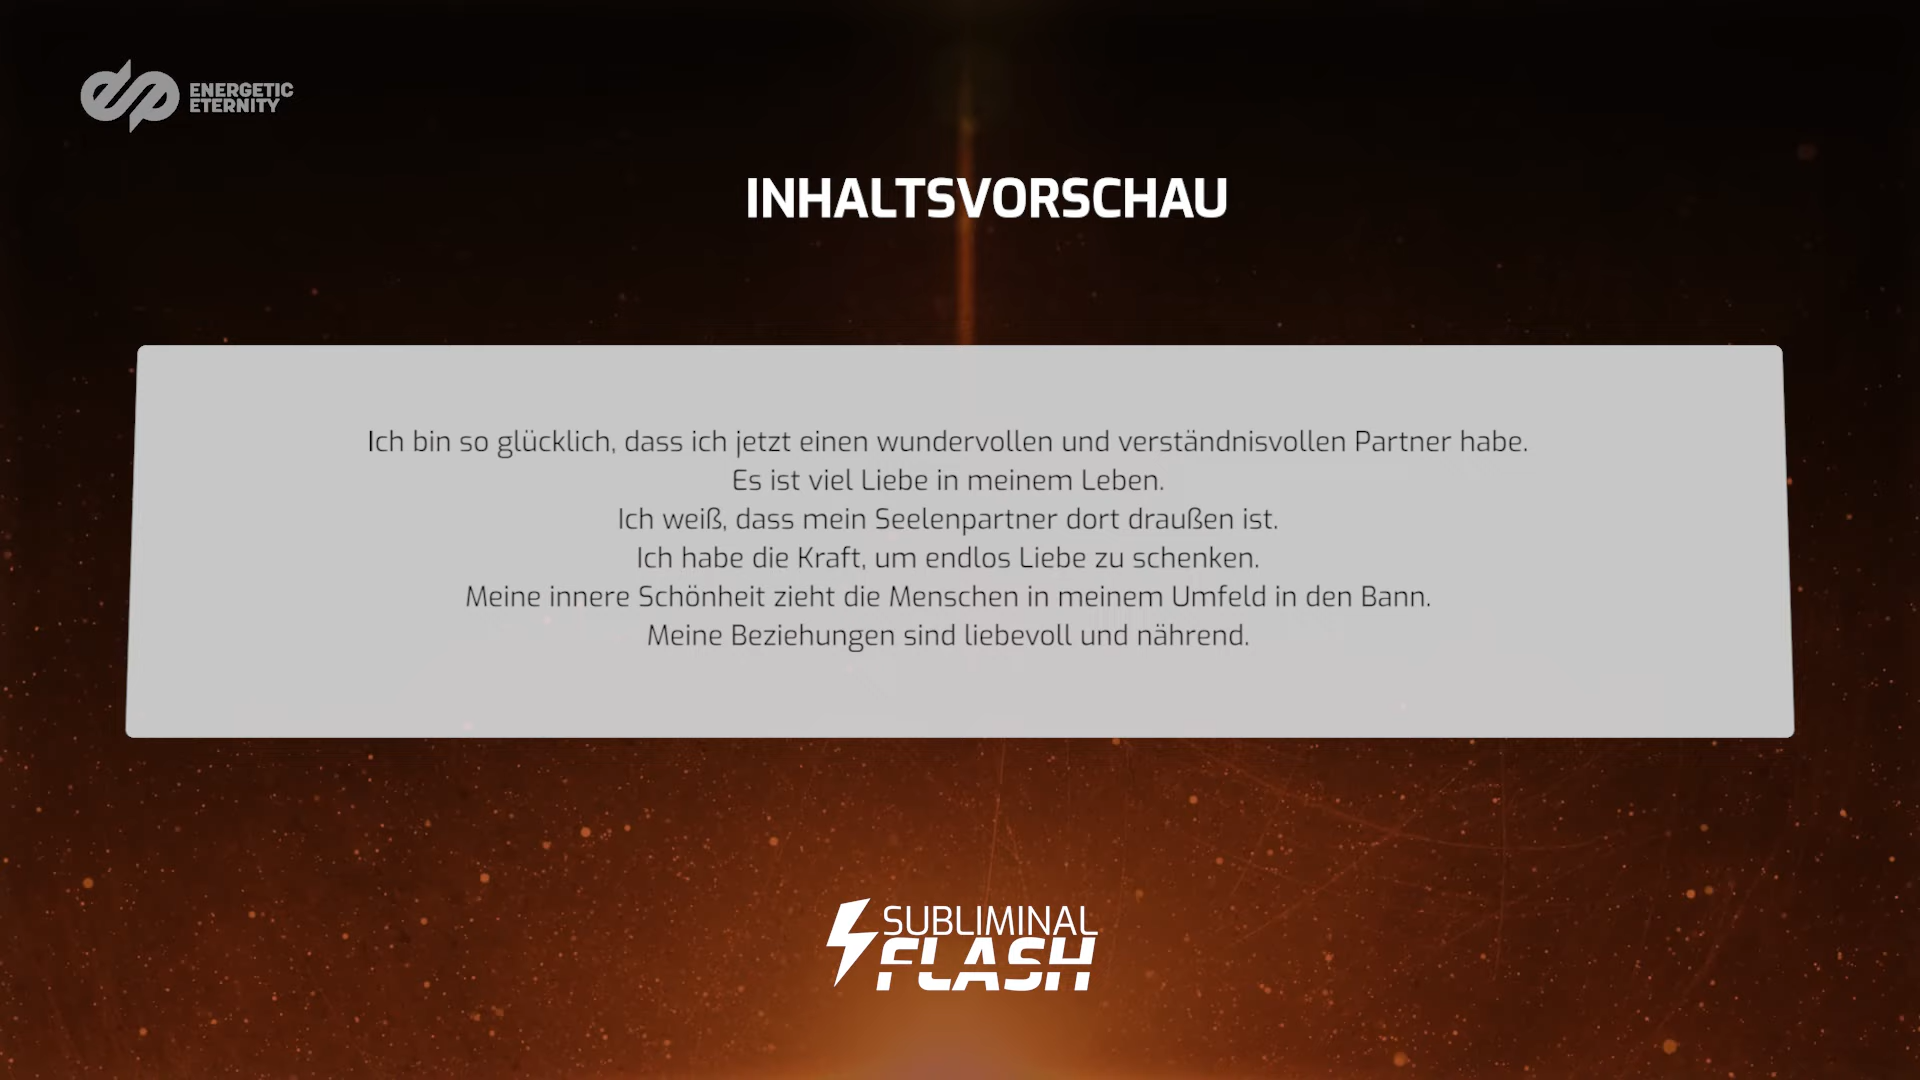 ENERGETIC
ETERNITY
INHALTSVORSCHAU
Ich bin so glücklich, dass ich jetzt einen wundervollen und verständnisvollen Partner habe.
Es ist viel Liebe in meinem Leben.
Ich weiß, dass mein Seelenpartner dort draußen ist.
Ich habe die Kraft, um endlos Liebe zu schenken.
Meine innere Schönheit zieht die Menschen in meinem Umfeld in den Bann.
Meine Beziehungen sind liebevoll und nährend.
SUBLIMINAL
FLASH